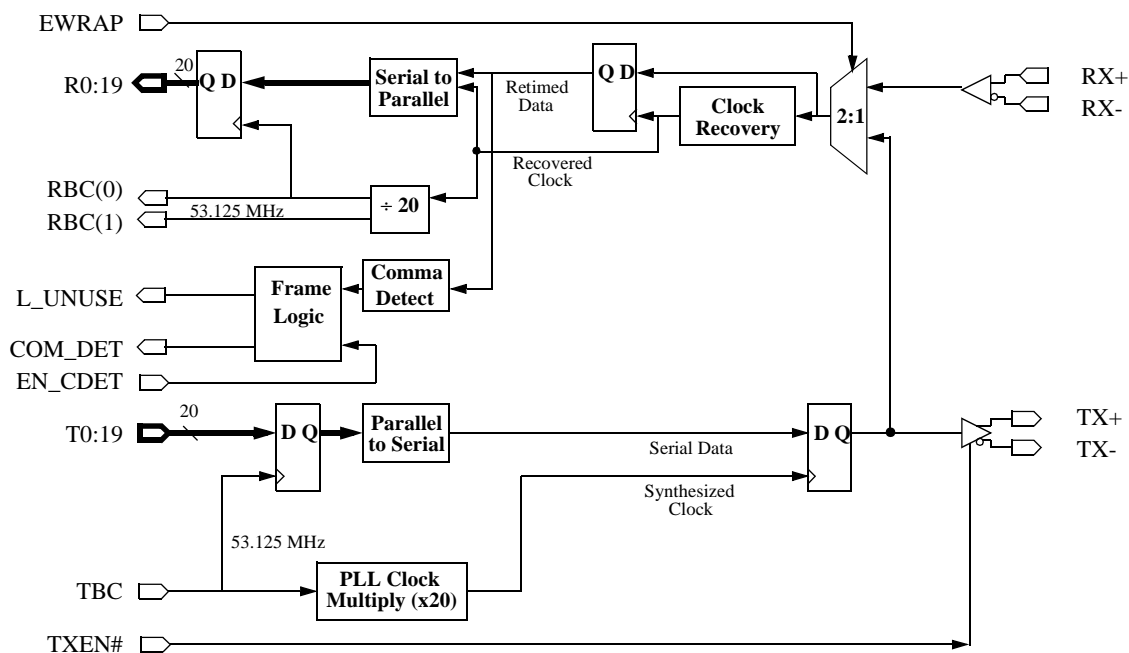 EWRAP
R0:19
20
Q D
Serial to
Parallel
Retimed
Data
Q D
Clock
Recovery
2:1
RX+
RX-
Recovered
Clock
RBC(0)
53.125 MHz
RBC(1)
÷ 20
L_UNUSE
Frame
Logic
Comma
Detect
COM_DET
EN_CDET
T0:19
20
D Q
Parallel
to Serial
Serial Data
D Q
TX+
TX-
Synthesized
Clock
53.125 MHz
TBC
PLL Clock
Multiply (x20)
TXEN#